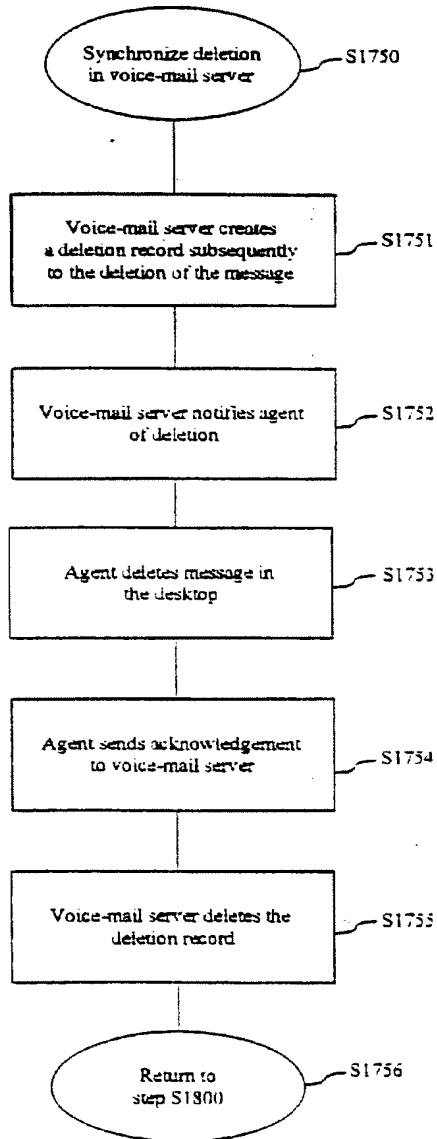 Synchronize deletion
in voice-mail server
S1750
Voice-mail server creates
a deletion record subsequently
to the deletion of the message
S1751
Voice-mail server notifies agent
of deletion
S1752
Agent deletes message in
the desktop
S1753
Agent sends acknowledgement
to voice-mail server
S1754
Voice-mail server deletes the
deletion record
S1755
Return to
step S1800
S1756